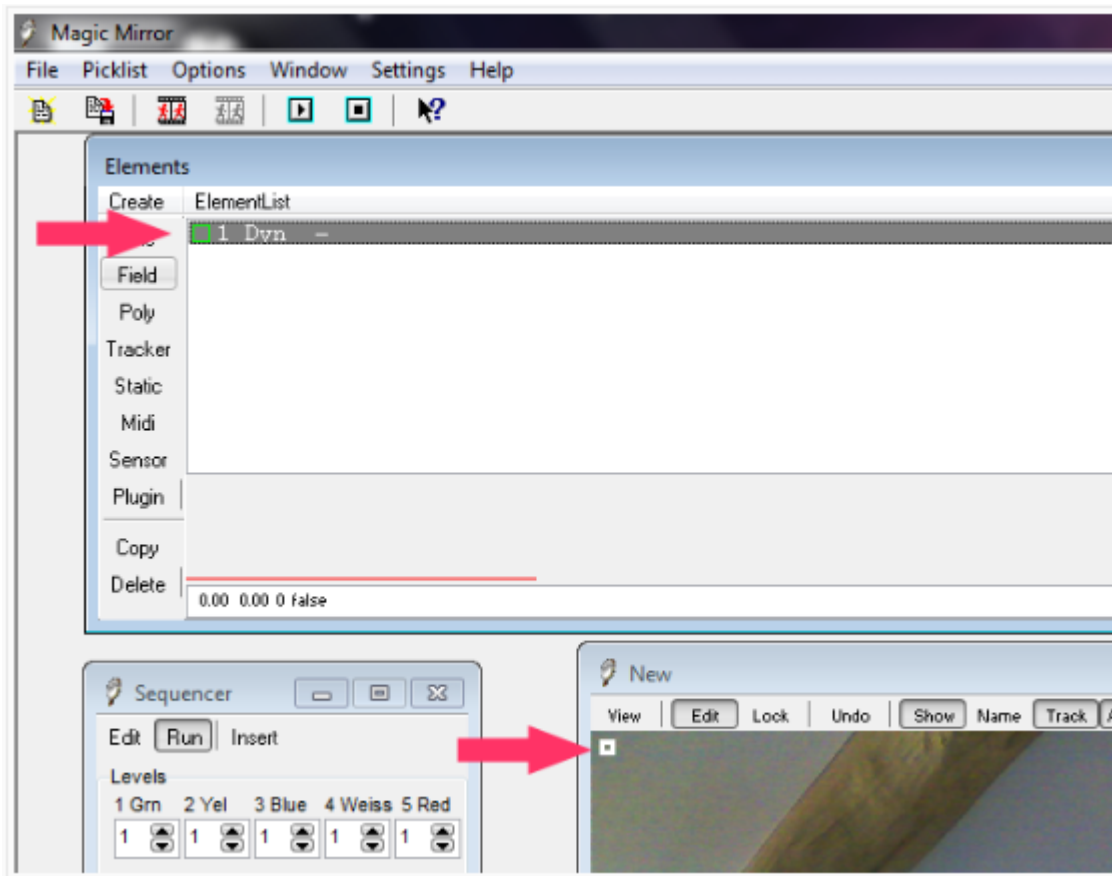 Magic Mirror
File Picklist Options Window Settings Help
Elements
Create ElementList
1 Dyn -
Field
Poly
Tracker
Static
Midi
Sensor
Plugin
Copy
Delete
0.00 0.00 0 false
Sequencer
Edit Run Insert
Levels
1 Grn 2 Yel 3 Blue 4 Weiss 5 Red
1 1 1 1 1
New
View Edit Lock Undo Show Name Track